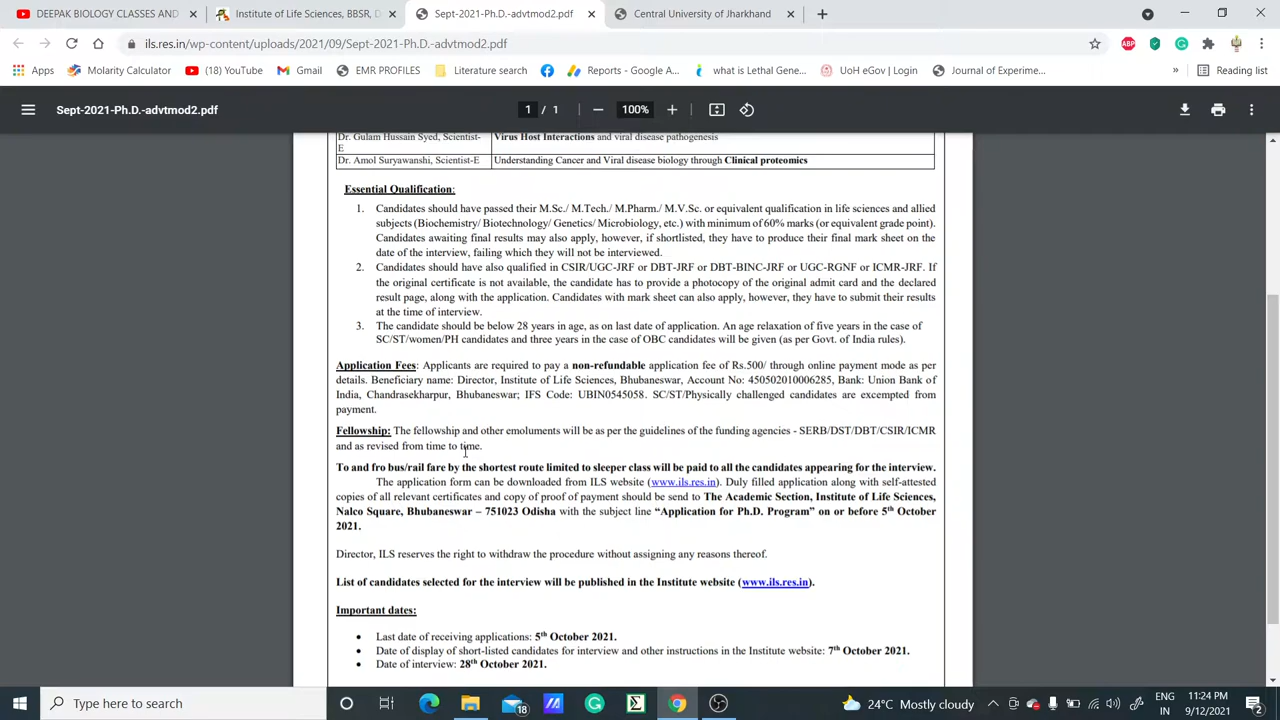 DEEPAK BIOLOGY CLASSES AND
Institute of Life Sciences, BBSR, D
Sept-2021-Ph.D.-advtmod2.pdf
Central University of Jharkhand
ils.res.in/wp-content/uploads/2021/09/Sept-2021-Ph.D.-advtmod2.pdf
Apps
Molarity Calculator
(18) YouTube
Gmail
EMR PROFILES
Literature search
Reports - Google A...
what is Lethal Gene...
UoH eGov | Login
Journal of Experime...
»
Reading list
Sept-2021-Ph.D.-advtmod2.pdf
1 / 1
100%
Dr. Gulam Hussain Syed, Scientist-E
Virus Host Interactions and viral disease pathogenesis
Dr. Amol Suryawanshi, Scientist-E
Understanding Cancer and Viral disease biology through Clinical proteomics
Essential Qualification:
1. Candidates should have passed their M.Sc./ M.Tech./ M.Pharm./ M.V.Sc. or equivalent qualification in life sciences and allied
subjects (Biochemistry/ Biotechnology/ Genetics/ Microbiology, etc.) with minimum of 60% marks (or equivalent grade point).
Candidates awaiting final results may also apply, however, if shortlisted, they have to produce their final mark sheet on the
date of the interview, failing which they will not be interviewed.
2. Candidates should have also qualified in CSIR/UGC-JRF or DBT-JRF or DBT-BINC-JRF or UGC-RGNF or ICMR-JRF. If
the original certificate is not available, the candidate has to provide a photocopy of the original admit card and the declared
result page, along with the application. Candidates with mark sheet can also apply, however, they have to submit their results
at the time of interview.
3. The candidate should be below 28 years in age, as on last date of application. An age relaxation of five years in the case of
SC/ST/women/PH candidates and three years in the case of OBC candidates will be given (as per Govt. of India rules).
Application Fees: Applicants are required to pay a non-refundable application fee of Rs.500/ through online payment mode as per
details. Beneficiary name: Director, Institute of Life Sciences, Bhubaneswar, Account No: 450502010006285, Bank: Union Bank of
India, Chandrasekharpur, Bhubaneswar; IFS Code: UBIN0545058. SC/ST/Physically challenged candidates are excempted from
payment.
Fellowship: The fellowship and other emoluments will be as per the guidelines of the funding agencies - SERB/DST/DBT/CSIR/ICMR
and as revised from time to time.
To and fro bus/rail fare by the shortest route limited to sleeper class will be paid to all the candidates appearing for the interview.
The application form can be downloaded from ILS website (www.ils.res.in). Duly filled application along with self-attested
copies of all relevant certificates and copy of proof of payment should be send to The Academic Section, Institute of Life Sciences,
Nalco Square, Bhubaneswar – 751023 Odisha with the subject line “Application for Ph.D. Program” on or before 5th October
2021.
Director, ILS reserves the right to withdraw the procedure without assigning any reasons thereof.
List of candidates selected for the interview will be published in the Institute website (www.ils.res.in).
Important dates:
• Last date of receiving applications: 5th October 2021.
• Date of display of short-listed candidates for interview and other instructions in the Institute website: 7th October 2021.
• Date of interview: 28th October 2021.
Type here to search
18
24°C Mostly cloudy
ENG
IN
11:24 PM
9/12/2021
2